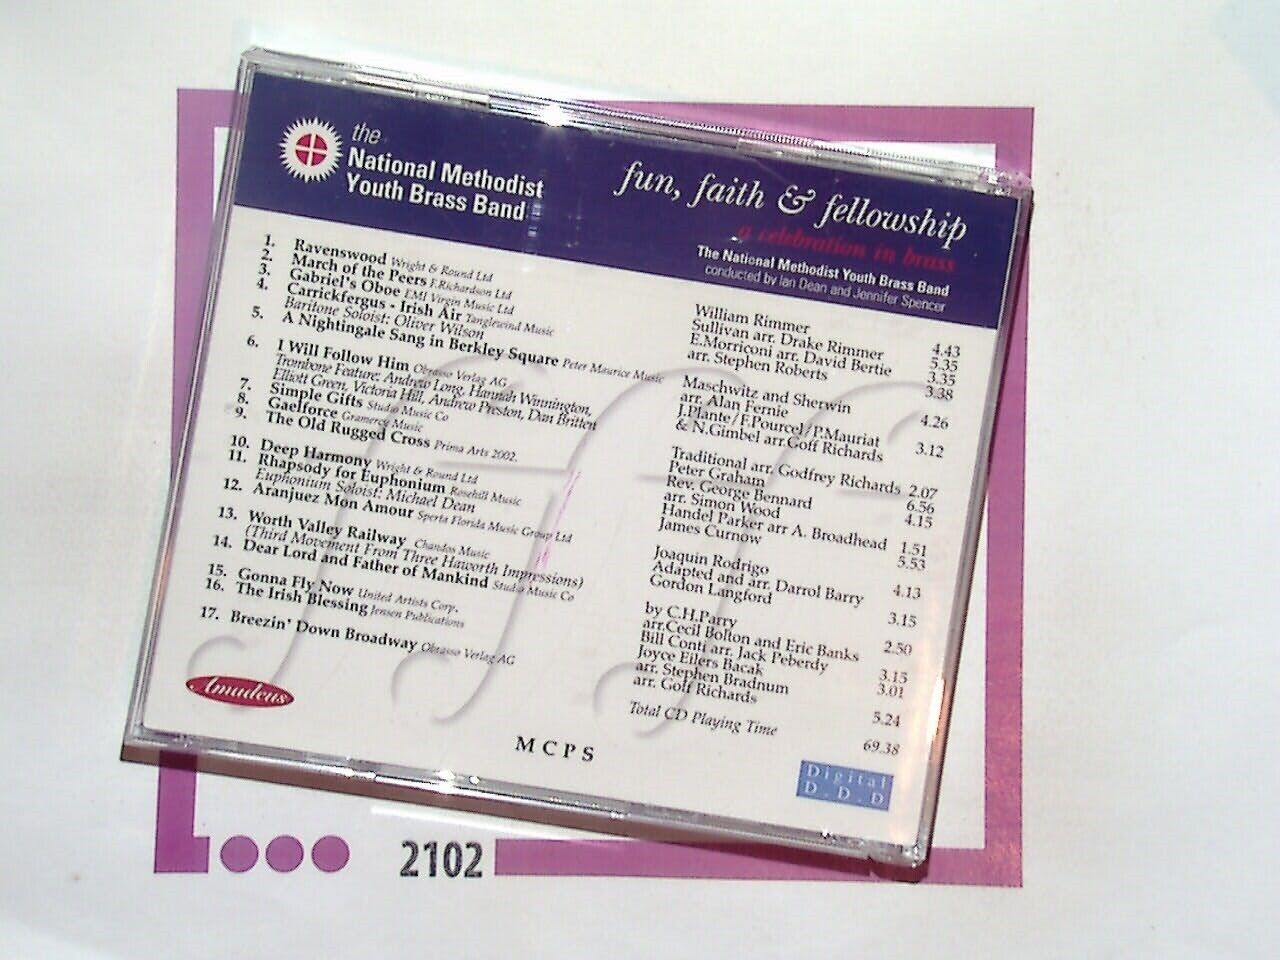 the
National Methodist
Youth Brass Band
fun, faith & fellowship
a celebration in brass
The National Methodist Youth Brass Band
conducted by Ian Dean and Jennifer Spencer
1. Ravenswood Wright & Round Ltd
2. March of the Peers F.Richardson Ltd
3. Gabriel's Oboe EMI Virgin Music Ltd
4. Carrickfergus - Irish Air Tanglewind Music
Baritone Soloist: Oliver Wilson
5. A Nightingale Sang in Berkley Square Peter Maurice Music
6. I Will Follow Him Obrasso Verlag AG
Trombone Feature: Andrew Long, Hannah Winnington,
Elliott Green, Victoria Hill, Andrew Preston, Dan Britten
7. Simple Gifts Studio Music Co
8. Gaelforce Gramercy Music
9. The Old Rugged Cross Prima Arts 2002.
10. Deep Harmony Wright & Round Ltd
11. Rhapsody for Euphonium Rosehill Music
Euphonium Soloist: Michael Dean
12. Aranjuez Mon Amour Sperta Florida Music Group Ltd
13. Worth Valley Railway Chandos Music
(Third Movement From Three Haworth Impressions)
14. Dear Lord and Father of Mankind Studio Music Co
15. Gonna Fly Now United Artists Corp.
16. The Irish Blessing Jensen Publications
17. Breezin' Down Broadway Obrasso Verlag AG
William Rimmer 4.43
Sullivan arr. Drake Rimmer 5.35
E.Morriconi arr. David Bertie 3.35
arr. Stephen Roberts 3.38
Maschwitz and Sherwin
arr. Alan Fernie 4.26
J.Plante/F.Pourcel/P.Mauriat
& N.Gimbel arr.Goff Richards 3.12
Traditional arr. Godfrey Richards 2.07
Peter Graham 6.56
Rev. George Bennard 4.15
arr. Simon Wood
Handel Parker arr A. Broadhead 1.51
James Curnow 5.53
Joaquin Rodrigo
Adapted and arr. Darrol Barry 4.13
Gordon Langford 3.15
by C.H.Parry
arr.Cecil Bolton and Eric Banks 2.50
Bill Conti arr. Jack Peberdy 3.15
Joyce Eilers Bacak 3.01
arr. Stephen Bradnum
arr. Goff Richards 5.24
Total CD Playing Time 69.38
Amadeus
MCPS
Digital
D.D.D
2102